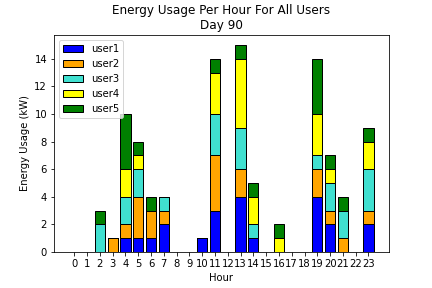 Energy Usage Per Hour For All Users
Day 90
user1
user2
user3
user4
user5
14
12
10
8
6
4
2
0
Energy Usage (kW)
0 1 2 3 4 5 6 7 8 9 10 11 12 13 14 15 16 17 18 19 20 21 22 23
Hour